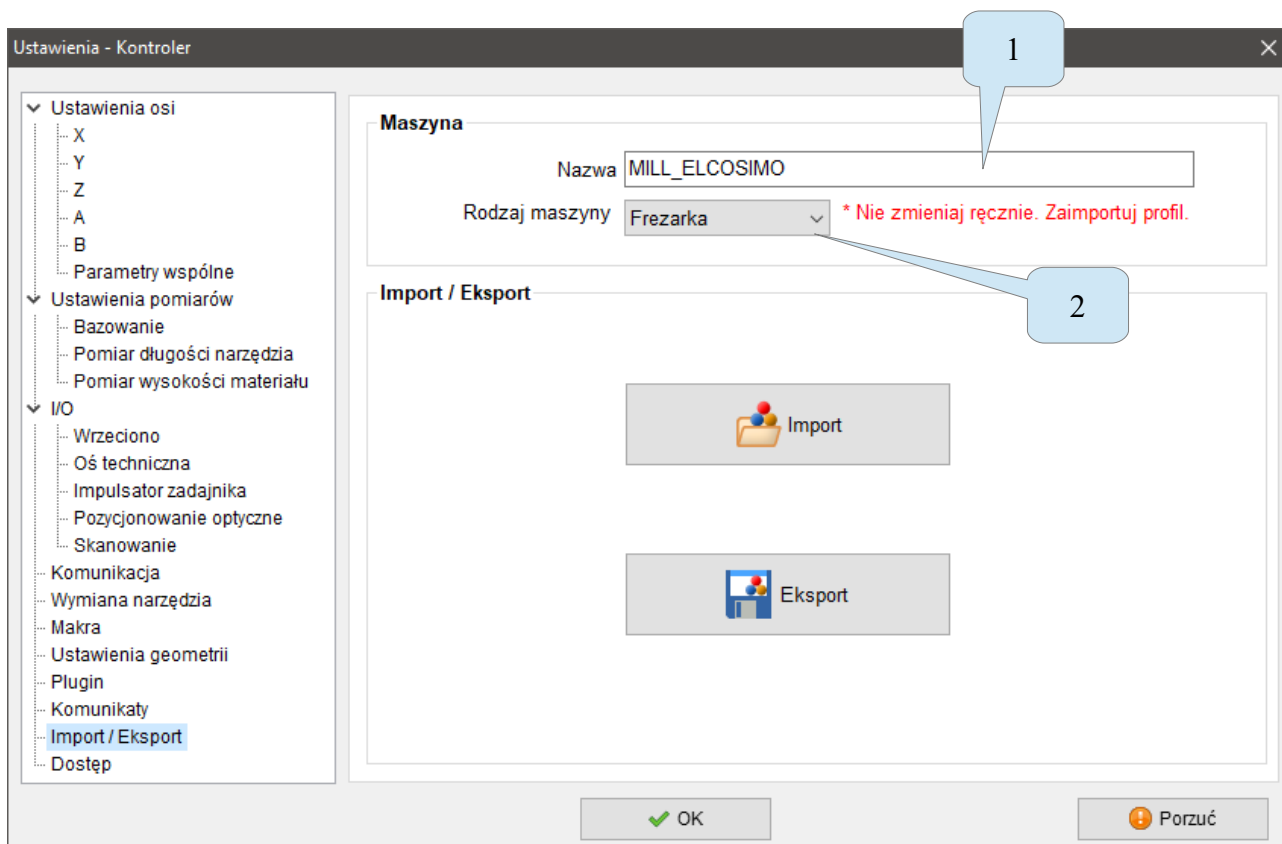 Ustawienia - Kontroler
1
Ustawienia osi
X
Y
Z
A
B
Parametry wspólne
Ustawienia pomiarów
Bazowanie
Pomiar długości narzędzia
Pomiar wysokości materiału
I/O
Wrzeciono
Oś techniczna
Impulsator zadajnika
Pozycjonowanie optyczne
Skanowanie
Komunikacja
Wymiana narzędzia
Makra
Ustawienia geometrii
Plugin
Komunikaty
Import / Eksport
Dostęp
Maszyna
Nazwa MILL_ELCOSIMO
Rodzaj maszyny Frezarka * Nie zmieniaj ręcznie. Zaimportuj profil.
2
Import / Eksport
Import
Eksport
OK
Porzuć